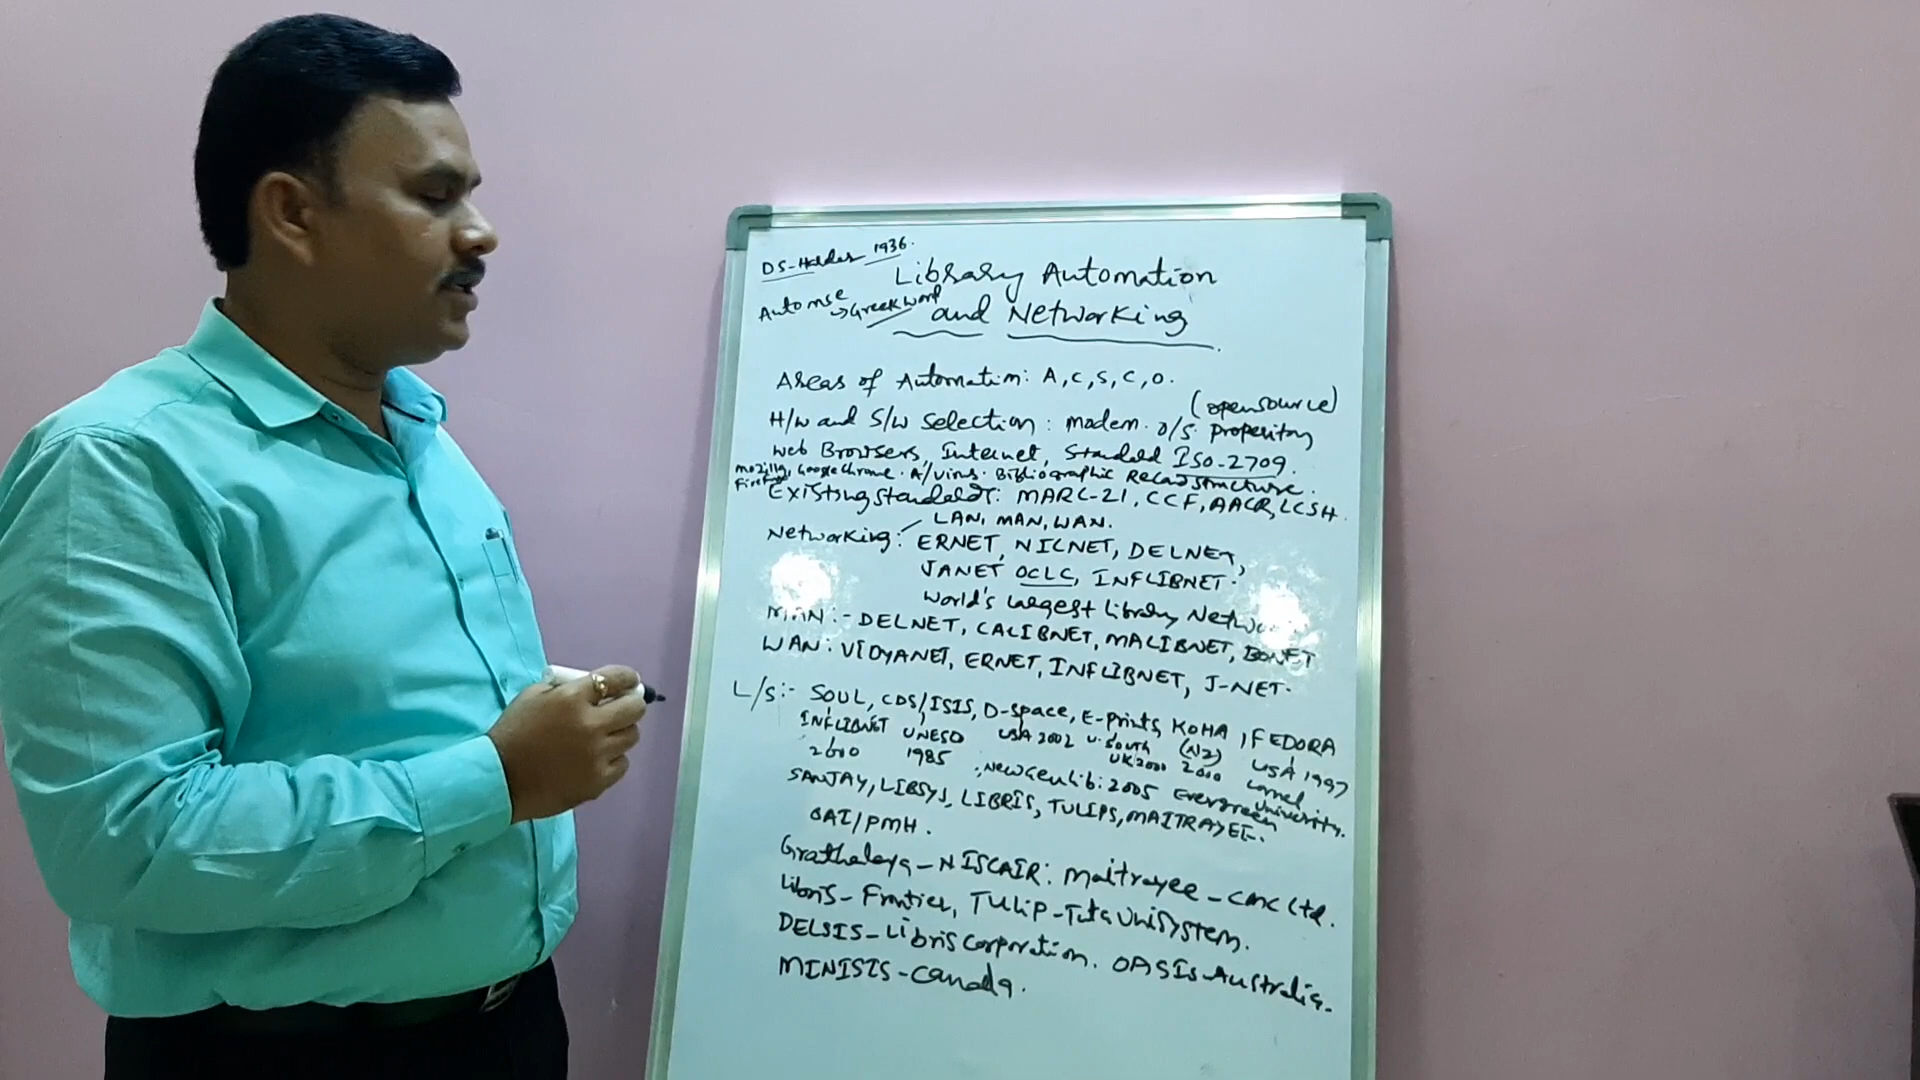 DS-Harder 1936.
Library Automation
Automse
→Greek word
and Networking
Areas of Automation: A, C, S, C, O.
(opensource)
H/w and S/w Selection: modem. O/S. Properitory
Web Browsers, Internet, Standard ISO-2709.
Mozilla Firefox, Google chrome. A/virus. Bibliographic Record structure.
Existing standards: MARC-21, CCF, AACR, LCSH.
LAN, MAN, WAN.
Networking: ERNET, NICNET, DELNET,
JANET OCLC, INFLIBNET.
World's largest library Network.
MAN:- DELNET, CALIBNET, MALIBNET, BONET
WAN: VIDYANET, ERNET, INFLIBNET, J-NET.
L/S:- SOUL, CDS/ISIS, D-space, E-prints, KOHA, FEDORA
INFLIBNET UNESO USA 2002 U. South (NZ) USA 1997
2000 1985 UK 2000 2000 Cornel University.
, NewGenLib: 2005 Evergreen
SANJAY, LIBSYS, LIBRIS, TULIPS, MAITRAYEE.
OAI/PMH.
Grathalaya - NISCAIR: Maitrayee - CMC Ltd.
Libris - Frontier, TULIP - Tata Unisystem.
DELSIS - Libris Corporation. OASIS - Australia.
MINISIS - Canada.